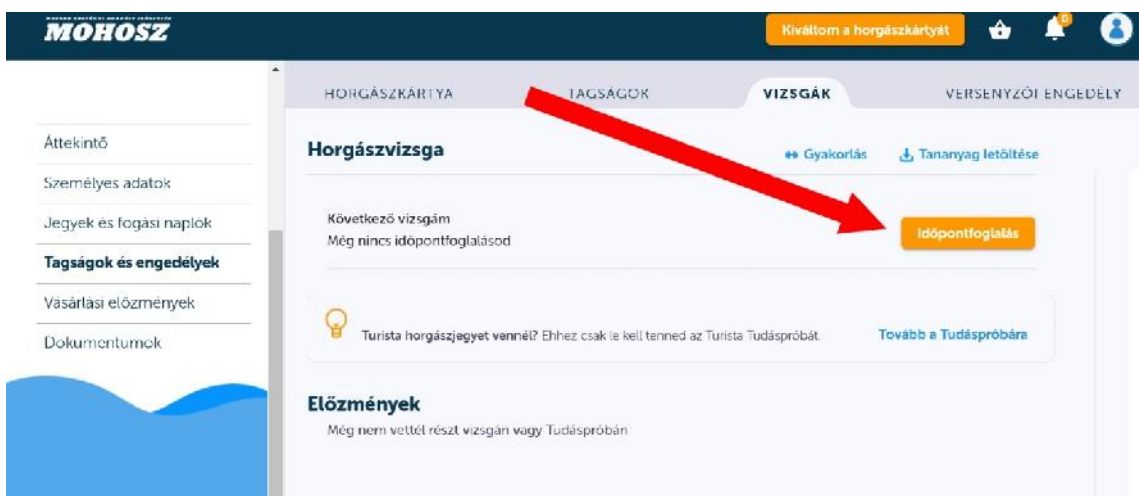 MOHOSZ
Kiváltom a horgászkártyát
0
HORGÁSZKÁRTYA
TAGSÁGOK
VIZSGÁK
VERSENYZŐI ENGEDÉLY
Áttekintő
Személyes adatok
Jegyek és fogási naplók
Tagságok és engedélyek
Vásárlási előzmények
Dokumentumok
Horgászvizsga
Gyakorlás
Tananyag letöltése
Következő vizsgám
Még nincs időpontfoglalásod
Időpontfoglalás
Turista horgászjegyet vennél? Ehhez csak le kell tenned az Turista Tudáspróbát.
Tovább a Tudáspróbára
Előzmények
Még nem vettél részt vizsgán vagy Tudáspróbán